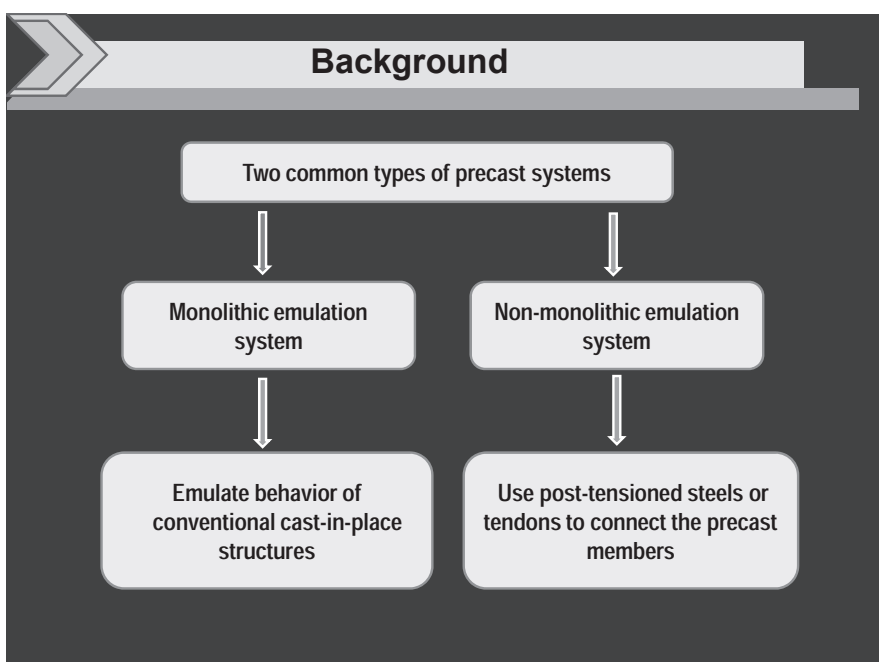 Background
Two common types of precast systems
Monolithic emulation
system
Non-monolithic emulation
system
Emulate behavior of
conventional cast-in-place
structures
Use post-tensioned steels or
tendons to connect the precast
members